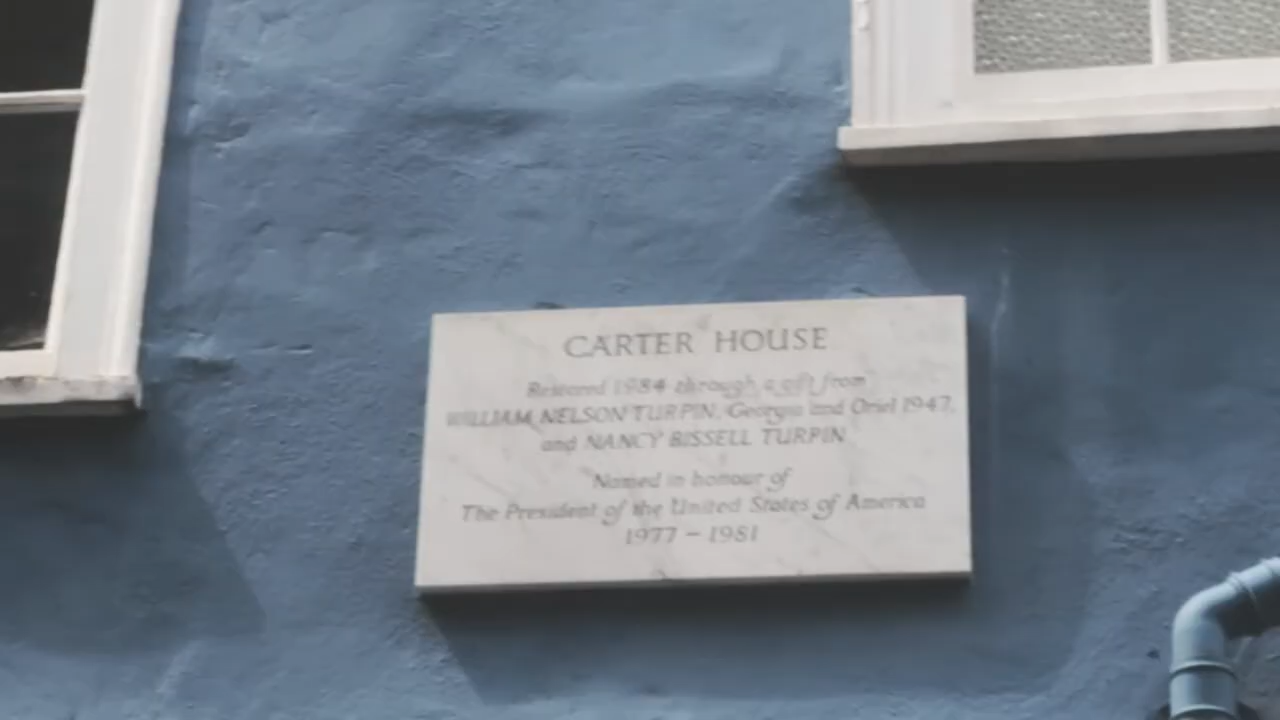 CARTER HOUSE
Restored 1984 through a gift from
WILLIAM NELSON TURPIN, Georgia and Oriel 1947,
and NANCY BISSELL TURPIN
Named in honour of
The President of the United States of America
1977 – 1981